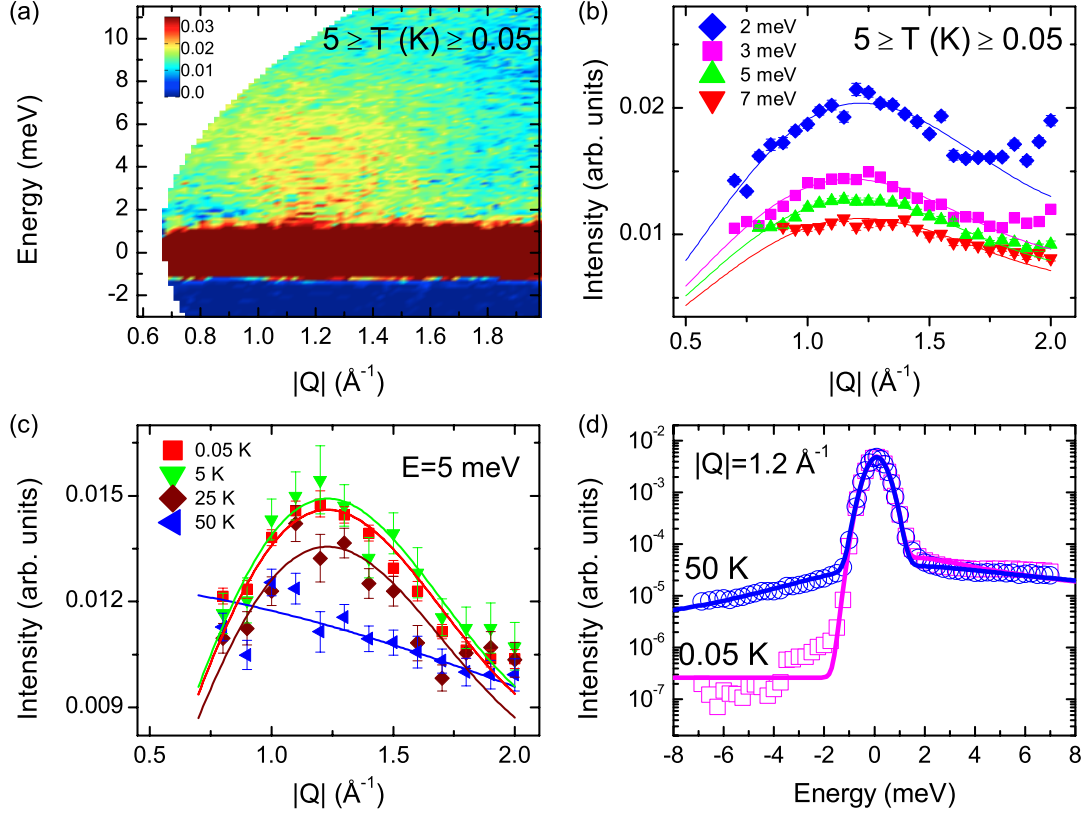 (a)
5 ≥ T (K) ≥ 0.05
0.03
0.02
0.01
0.0
10
8
6
4
2
0
-2
Energy (meV)
0.6 0.8 1.0 1.2 1.4 1.6 1.8
|Q| (Å⁻¹)
(b)
2 meV
3 meV
5 meV
7 meV
5 ≥ T (K) ≥ 0.05
0.02
0.01
Intensity (arb. units)
0.5 1.0 1.5 2.0
|Q| (Å⁻¹)
(c)
0.05 K
5 K
25 K
50 K
E=5 meV
0.015
0.012
0.009
Intensity (arb. units)
0.5 1.0 1.5 2.0
|Q| (Å⁻¹)
(d)
|Q|=1.2 Å⁻¹
50 K
0.05 K
10⁻²
10⁻³
10⁻⁴
10⁻⁵
10⁻⁶
10⁻⁷
Intensity (arb. units)
-8 -6 -4 -2 0 2 4 6 8
Energy (meV)